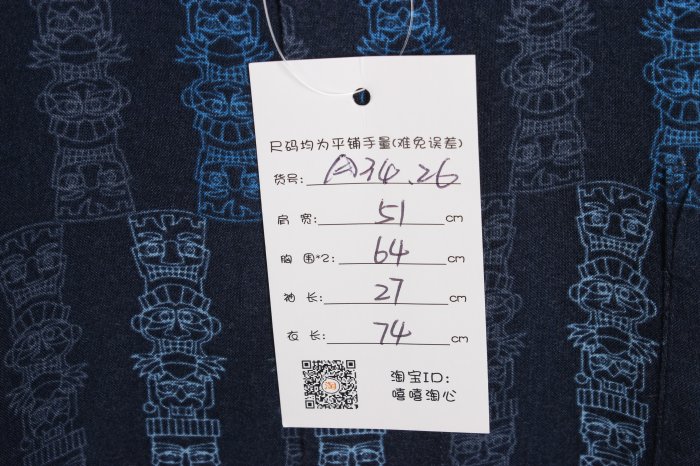 尺码均为平铺手量(难免误差)
货号: A34.26
肩 宽: 51 cm
胸 围*2: 64 cm
袖 长: 27 cm
衣 长: 74 cm
淘宝ID:
嘻嘻淘心